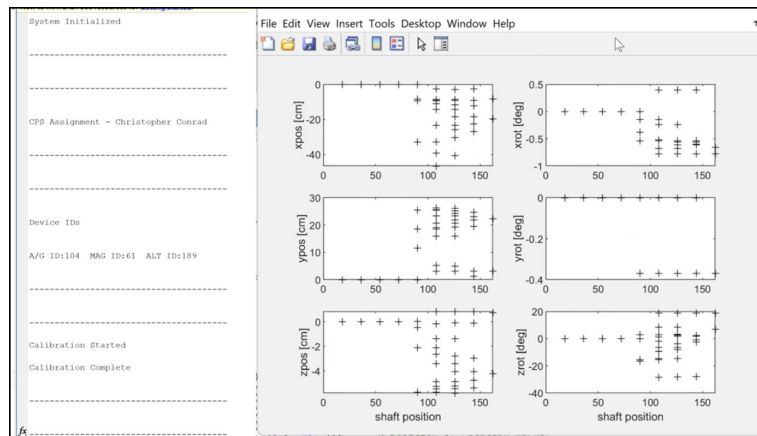 System Initialized
----------------------------------------
----------------------------------------
CPS Assignment - Christopher Conrad
----------------------------------------
----------------------------------------
Device IDs
A/G ID:104 MAG ID:61 ALT ID:189
----------------------------------------
----------------------------------------
Calibration Started
Calibration Complete
----------------------------------------
fx ----------------------------------------
File Edit View Insert Tools Desktop Window Help
xpos [cm]
0
-20
-40
0 50 100 150
xrot [deg]
0.5
0
-0.5
-1
0 50 100 150
ypos [cm]
30
20
10
0
0 50 100 150
yrot [deg]
0
-0.2
-0.4
0 50 100 150
zpos [cm]
0
-2
-4
0 50 100 150
shaft position
zrot [deg]
20
0
-20
-40
0 50 100 150
shaft position